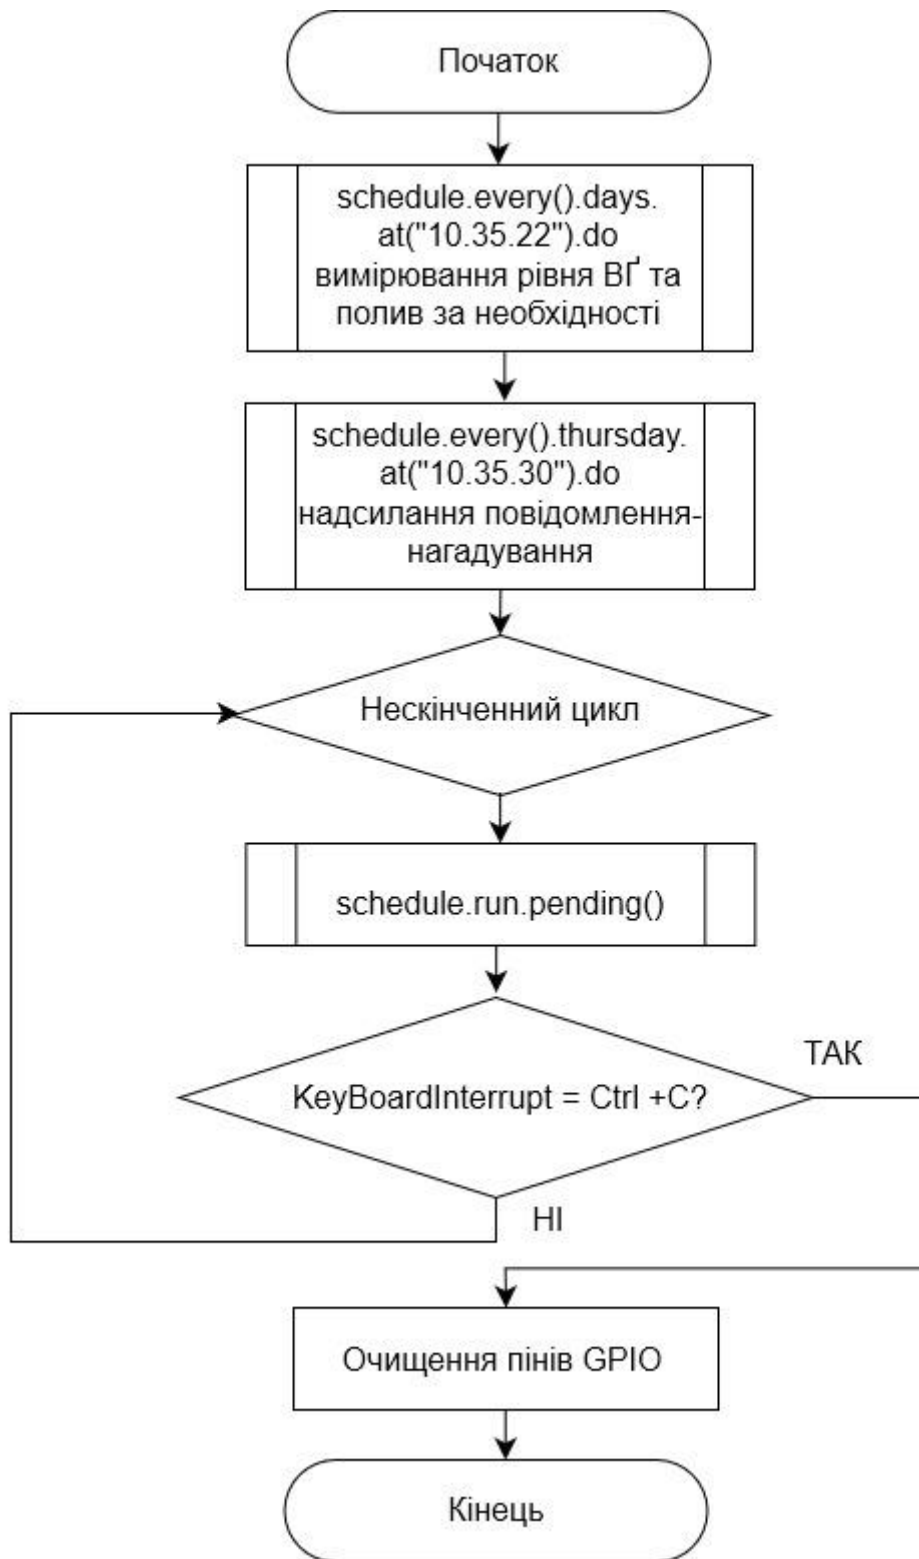 Початок
schedule.every().days.
at("10.35.22").do
вимірювання рівня ВҐ та
полив за необхідності
schedule.every().thursday.
at("10.35.30").do
надсилання повідомлення-
нагадування
Нескінченний цикл
schedule.run.pending()
KeyBoardInterrupt = Ctrl +C?
ТАК
НІ
Очищення пінів GPIO
Кінець